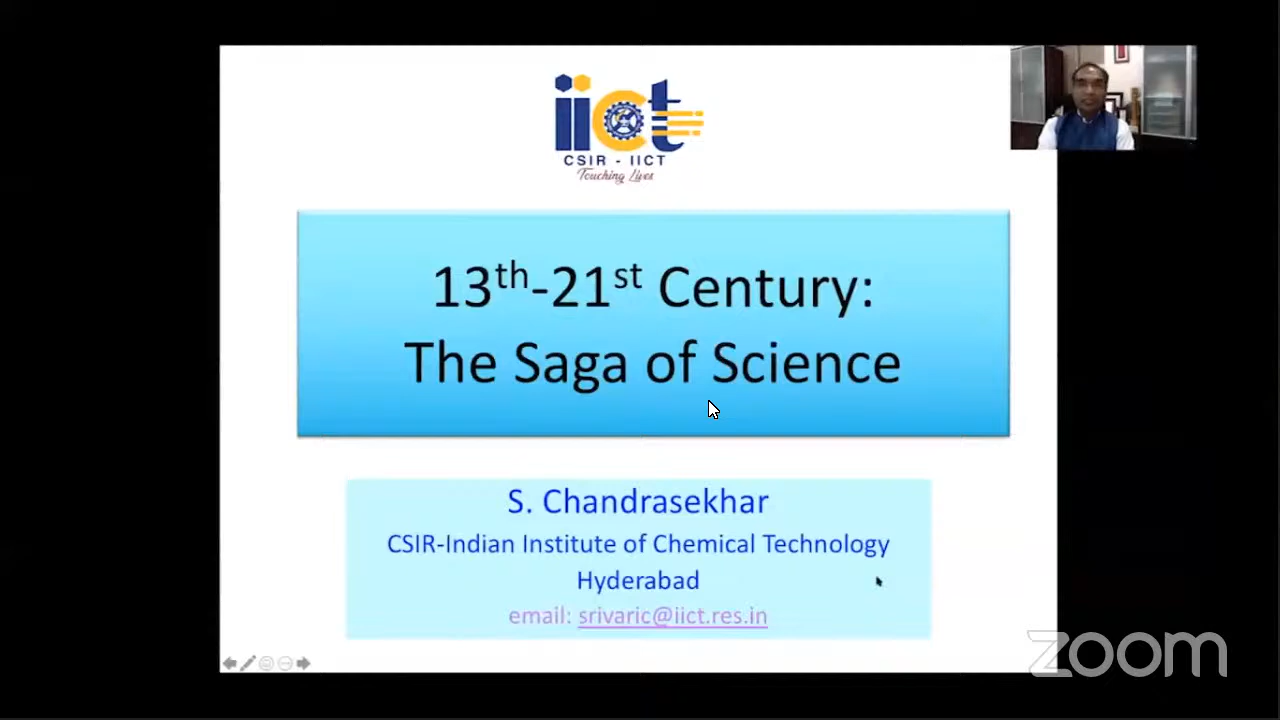 iict
CSIR - IICT
Touching Lives
13th-21st Century:
The Saga of Science
S. Chandrasekhar
CSIR-Indian Institute of Chemical Technology
Hyderabad
email: srivaric@iict.res.in
zoom